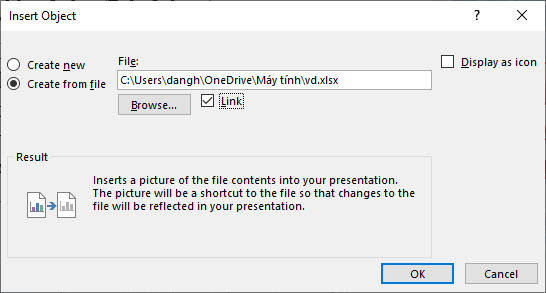 Insert Object
Create new
Create from file
File:
C:\Users\dangh\OneDrive\Máy tính\vd.xlsx
Browse...
Link
Display as icon
Result
Inserts a picture of the file contents into your presentation.
The picture will be a shortcut to the file so that changes to the
file will be reflected in your presentation.
OK
Cancel